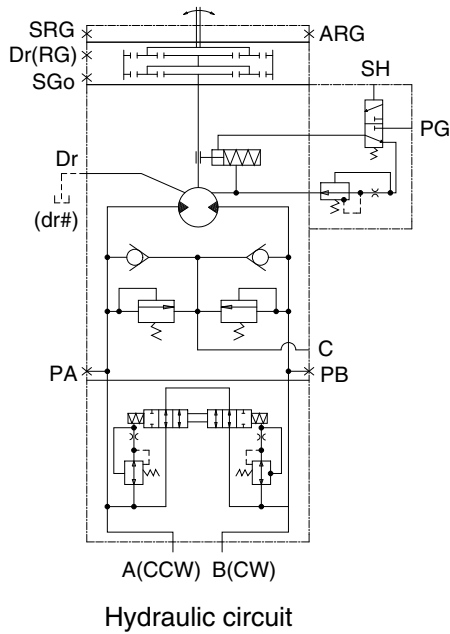 SRG
ARG
Dr(RG)
SGo
SH
PG
Dr
(dr#)
C
PA
PB
A(CCW)
B(CW)
Hydraulic circuit